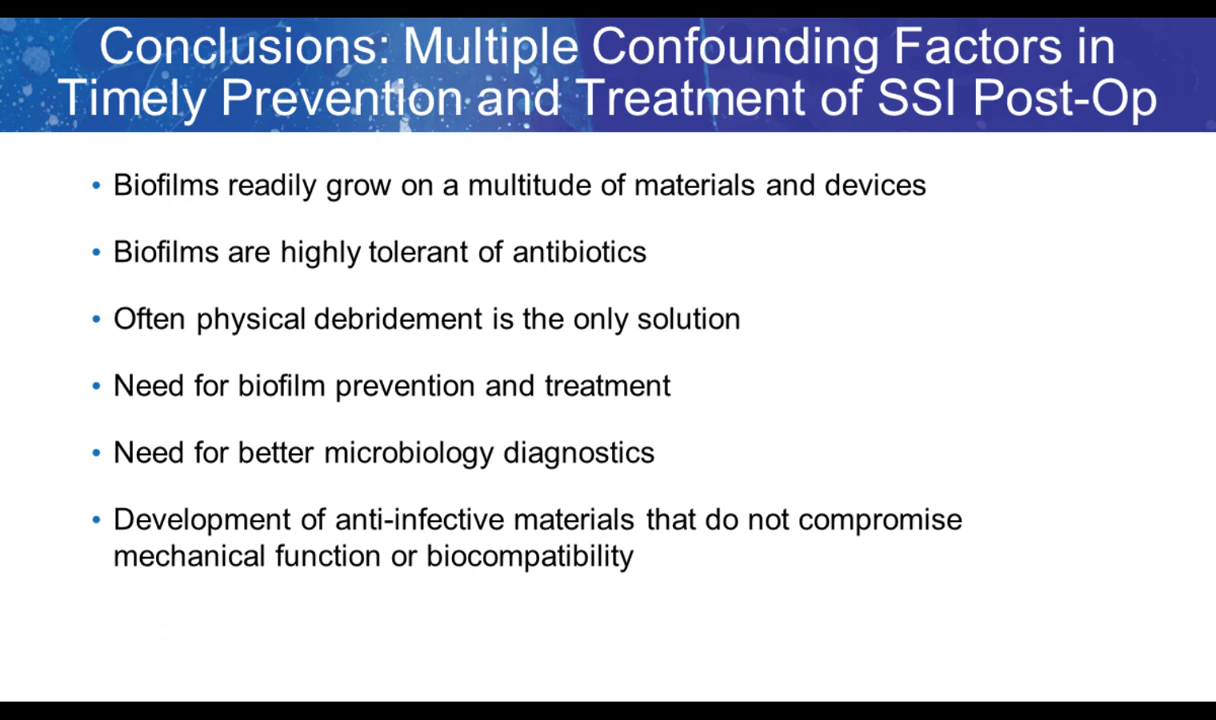 Conclusions: Multiple Confounding Factors in
Timely Prevention and Treatment of SSI Post-Op
• Biofilms readily grow on a multitude of materials and devices
• Biofilms are highly tolerant of antibiotics
• Often physical debridement is the only solution
• Need for biofilm prevention and treatment
• Need for better microbiology diagnostics
• Development of anti-infective materials that do not compromise
mechanical function or biocompatibility